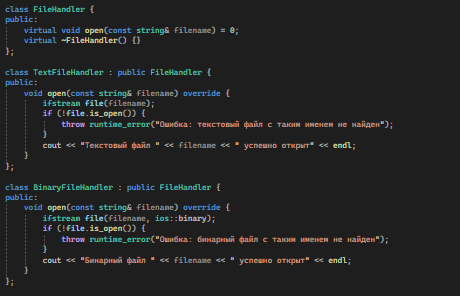 class FileHandler {
public:
    virtual void open(const string& filename) = 0;
    virtual ~FileHandler() {}
};

class TextFileHandler : public FileHandler {
public:
    void open(const string& filename) override {
        ifstream file(filename);
        if (!file.is_open()) {
            throw runtime_error("Ошибка: текстовый файл с таким именем не найден");
        }
        cout << "Текстовый файл " << filename << " успешно открыт" << endl;
    }
};

class BinaryFileHandler : public FileHandler {
public:
    void open(const string& filename) override {
        ifstream file(filename, ios::binary);
        if (!file.is_open()) {
            throw runtime_error("Ошибка: бинарный файл с таким именем не найден");
        }
        cout << "Бинарный файл " << filename << " успешно открыт" << endl;
    }
};